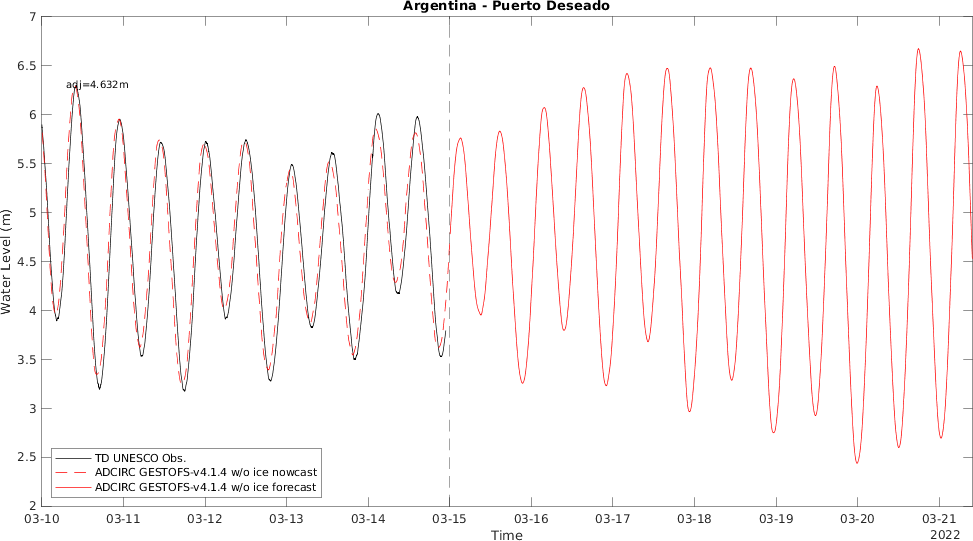 Argentina - Puerto Deseado
7
6.5
6
5.5
5
4.5
4
3.5
3
2.5
2
Water Level (m)
adj=4.632m
TD UNESCO Obs.
ADCIRC GESTOFS-v4.1.4 w/o ice nowcast
ADCIRC GESTOFS-v4.1.4 w/o ice forecast
03-10 03-11 03-12 03-13 03-14 03-15 03-16 03-17 03-18 03-19 03-20 03-21
Time
2022